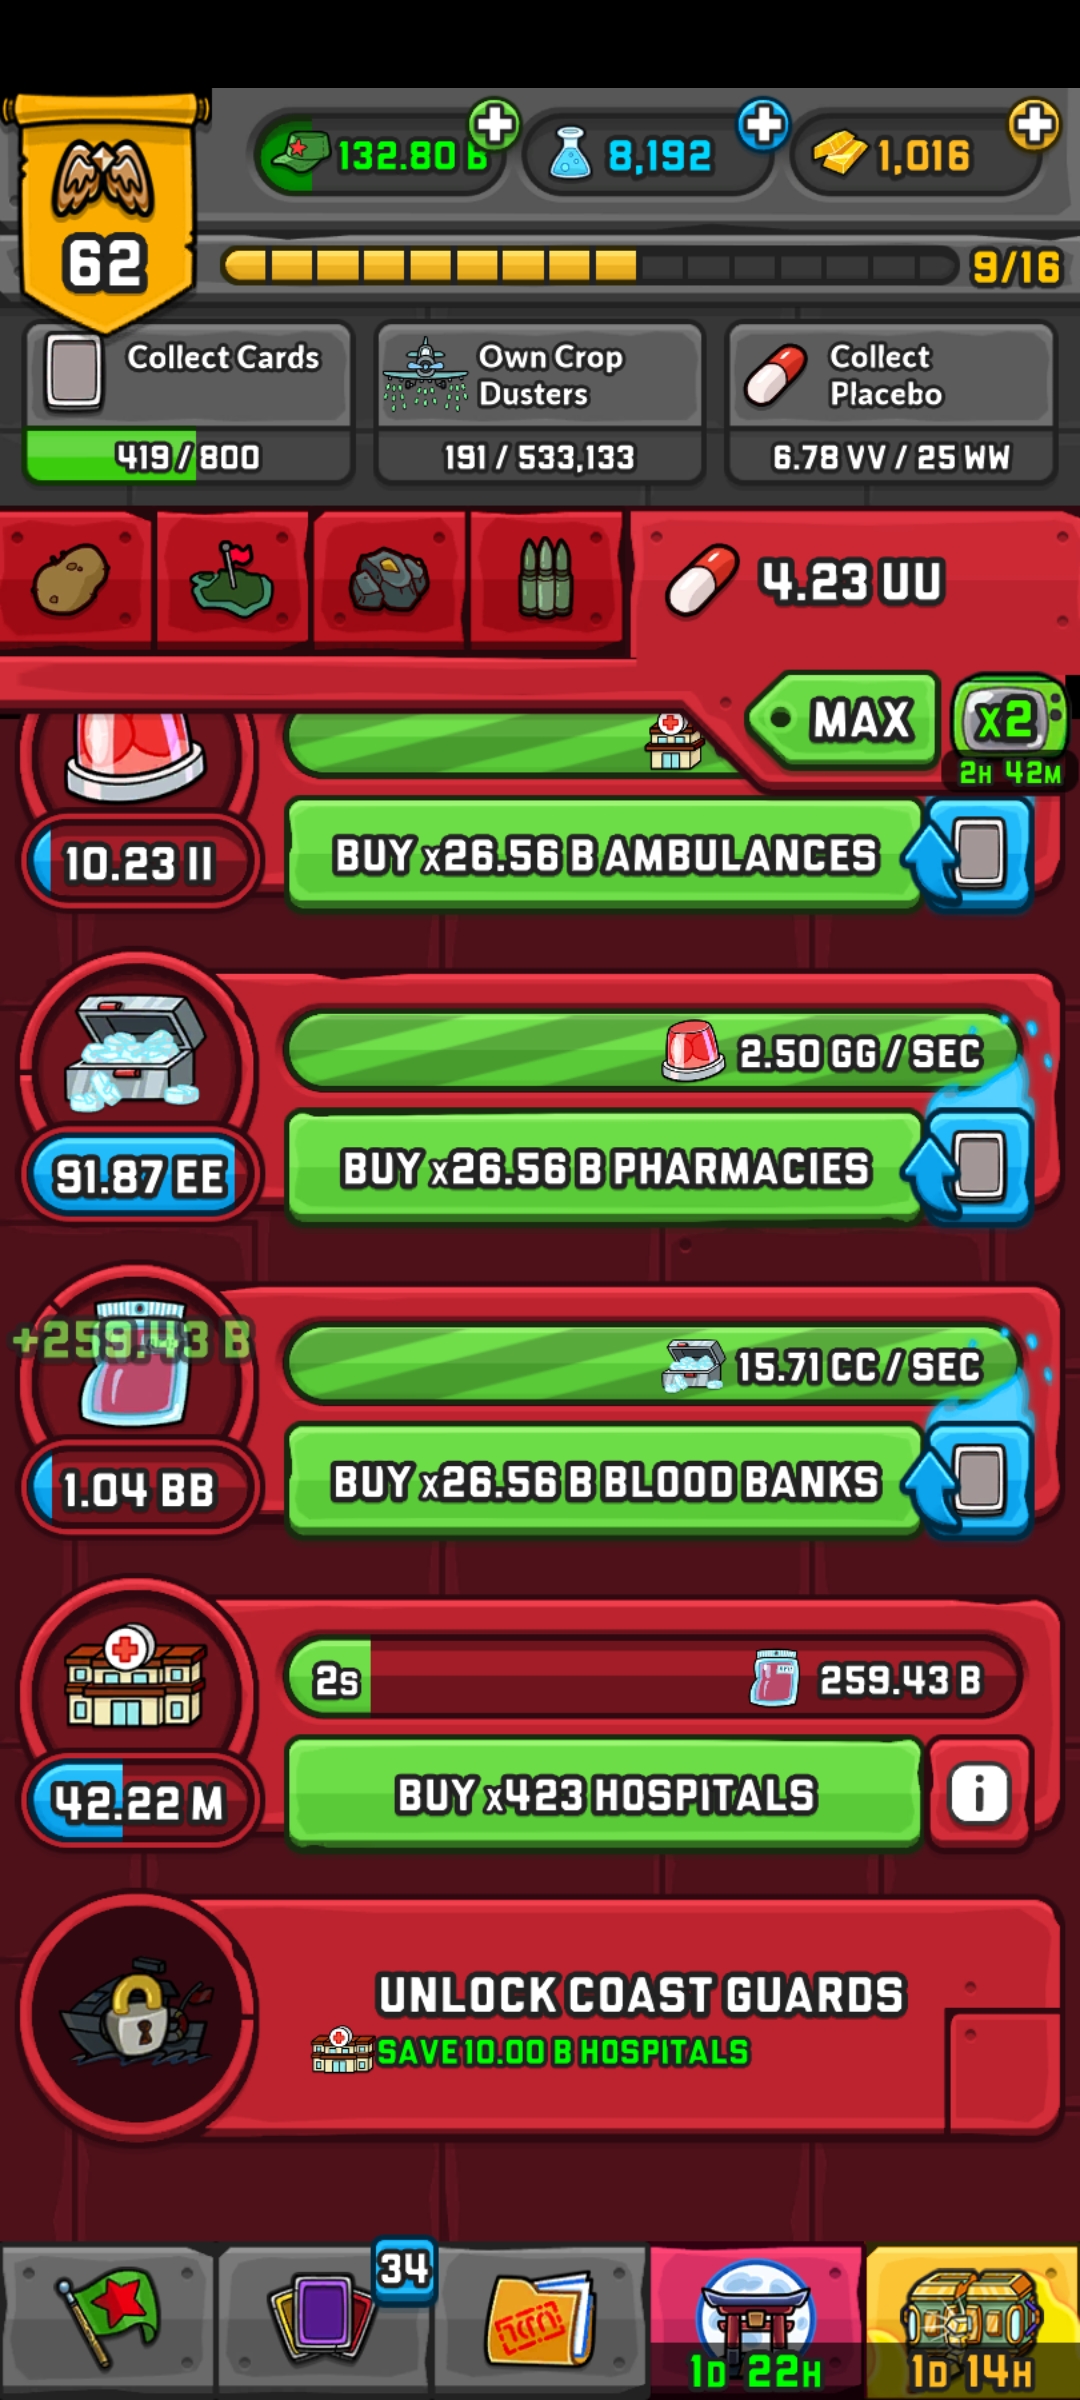 132.80 B
8,192
1,016
62
9/16
Collect Cards
419 / 800
Own Crop
Dusters
191 / 533,133
Collect
Placebo
6.78 VV / 25 WW
4.23 UU
MAX
x2
2H 42M
10.23 II
BUY x26.56 B AMBULANCES
2.50 GG / SEC
91.87 EE
BUY x26.56 B PHARMACIES
+259.43 B
15.71 CC / SEC
1.04 BB
BUY x26.56 B BLOOD BANKS
2s
259.43 B
42.22 M
BUY x423 HOSPITALS
i
UNLOCK COAST GUARDS
SAVE 10.00 B HOSPITALS
34
1D 22H
1D 14H